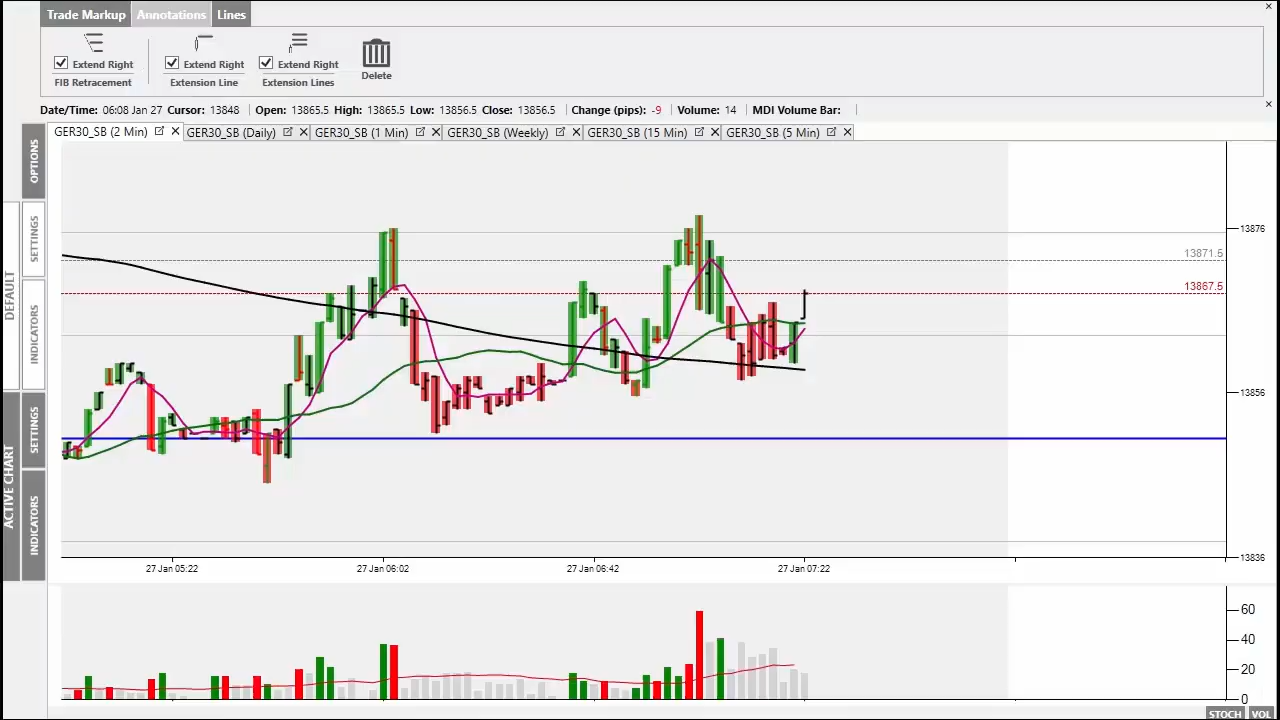 Trade Markup Annotations Lines ×
Extend Right Extend Right Extend Right
FIB Retracement Extension Line Extension Lines Delete
Date/Time: 06:08 Jan 27 Cursor: 13848 Open: 13865.5 High: 13865.5 Low: 13856.5 Close: 13856.5 Change (pips): -9 Volume: 14 MDI Volume Bar:
GER30_SB (2 Min) GER30_SB (Daily) GER30_SB (1 Min) GER30_SB (Weekly) GER30_SB (15 Min) GER30_SB (5 Min)
OPTIONS
SETTINGS
DEFAULT
INDICATORS
SETTINGS
ACTIVE CHART
INDICATORS
13876
13871.5
13867.5
13856
13836
27 Jan 05:22 27 Jan 06:02 27 Jan 06:42 27 Jan 07:22
60
40
20
0
STOCH VOL